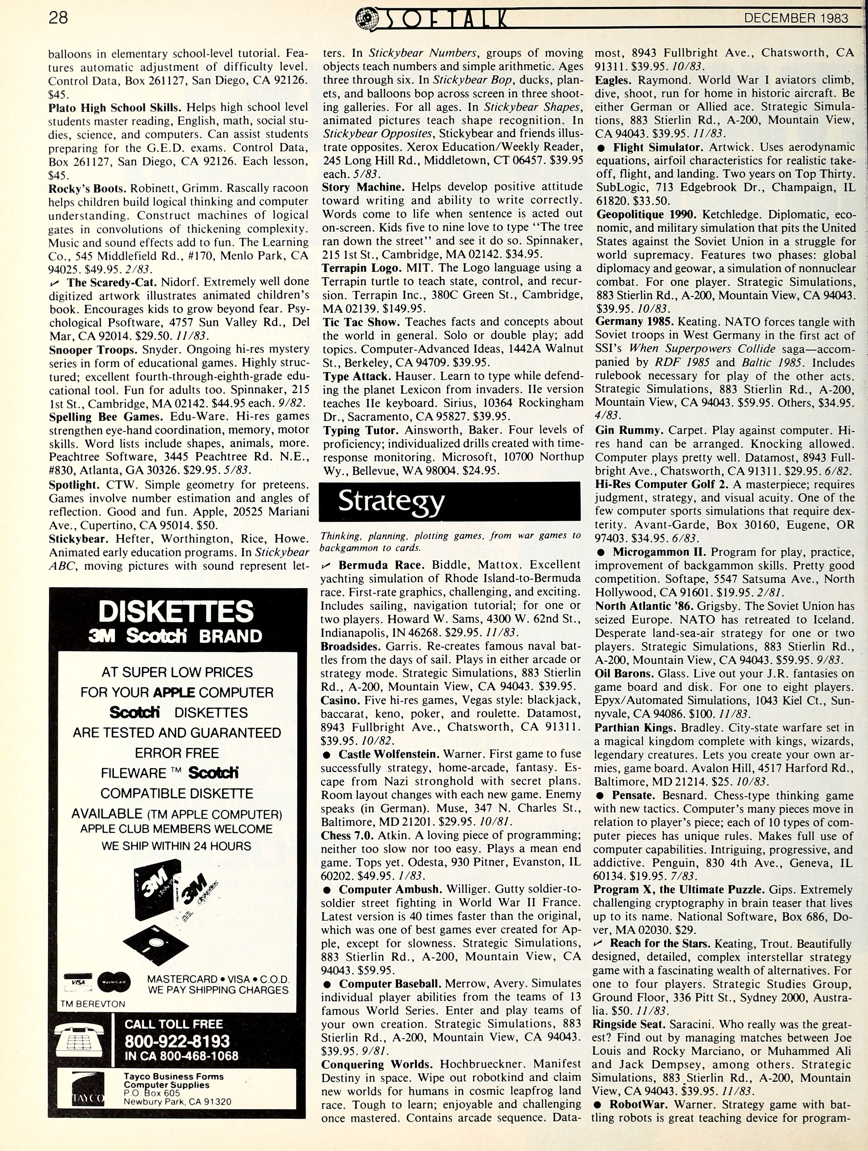 28
SOFTALK
DECEMBER 1983
balloons in elementary school-level tutorial. Fea-
tures automatic adjustment of difficulty level.
Control Data, Box 261127, San Diego, CA 92126.
$45.
Plato High School Skills. Helps high school level
students master reading, English, math, social stu-
dies, science, and computers. Can assist students
preparing for the G.E.D. exams. Control Data,
Box 261127, San Diego, CA 92126. Each lesson,
$45.
Rocky's Boots. Robinett, Grimm. Rascally racoon
helps children build logical thinking and computer
understanding. Construct machines of logical
gates in convolutions of thickening complexity.
Music and sound effects add to fun. The Learning
Co., 545 Middlefield Rd., #170, Menlo Park, CA
94025. $49.95. 2/83.
✓ The Scaredy-Cat. Nidorf. Extremely well done
digitized artwork illustrates animated children's
book. Encourages kids to grow beyond fear. Psy-
chological Psoftware, 4757 Sun Valley Rd., Del
Mar, CA 92014. $29.50. 11/83.
Snooper Troops. Snyder. Ongoing hi-res mystery
series in form of educational games. Highly struc-
tured; excellent fourth-through-eighth-grade edu-
cational tool. Fun for adults too. Spinnaker, 215
1st St., Cambridge, MA 02142. $44.95 each. 9/82.
Spelling Bee Games. Edu-Ware. Hi-res games
strengthen eye-hand coordination, memory, motor
skills. Word lists include shapes, animals, more.
Peachtree Software, 3445 Peachtree Rd. N.E.,
#830, Atlanta, GA 30326. $29.95. 5/83.
Spotlight. CTW. Simple geometry for preteens.
Games involve number estimation and angles of
reflection. Good and fun. Apple, 20525 Mariani
Ave., Cupertino, CA 95014. $50.
Stickybear. Hefter, Worthington, Rice, Howe.
Animated early education programs. In Stickybear
ABC, moving pictures with sound represent let-
DISKETTES
3M Scotch BRAND
AT SUPER LOW PRICES
FOR YOUR APPLE COMPUTER
Scotch DISKETTES
ARE TESTED AND GUARANTEED
ERROR FREE
FILEWARE ™ Scotch
COMPATIBLE DISKETTE
AVAILABLE (TM APPLE COMPUTER)
APPLE CLUB MEMBERS WELCOME
WE SHIP WITHIN 24 HOURS
3M
3M
diskettes
VISA
MASTERCARD • VISA • C.O.D.
WE PAY SHIPPING CHARGES
TM BEREVTON
CALL TOLL FREE
800-922-8193
IN CA 800-468-1068
TAYCO
Tayco Business Forms
Computer Supplies
P.O. Box 605
Newbury Park, CA 91320
ters. In Stickybear Numbers, groups of moving
objects teach numbers and simple arithmetic. Ages
three through six. In Stickybear Bop, ducks, plan-
ets, and balloons bop across screen in three shoot-
ing galleries. For all ages. In Stickybear Shapes,
animated pictures teach shape recognition. In
Stickybear Opposites, Stickybear and friends illus-
trate opposites. Xerox Education/Weekly Reader,
245 Long Hill Rd., Middletown, CT 06457. $39.95
each. 5/83.
Story Machine. Helps develop positive attitude
toward writing and ability to write correctly.
Words come to life when sentence is acted out
on-screen. Kids five to nine love to type "The tree
ran down the street" and see it do so. Spinnaker,
215 1st St., Cambridge, MA 02142. $34.95.
Terrapin Logo. MIT. The Logo language using a
Terrapin turtle to teach state, control, and recur-
sion. Terrapin Inc., 380C Green St., Cambridge,
MA 02139. $149.95.
Tic Tac Show. Teaches facts and concepts about
the world in general. Solo or double play; add
topics. Computer-Advanced Ideas, 1442A Walnut
St., Berkeley, CA 94709. $39.95.
Type Attack. Hauser. Learn to type while defend-
ing the planet Lexicon from invaders. IIe version
teaches IIe keyboard. Sirius, 10364 Rockingham
Dr., Sacramento, CA 95827. $39.95.
Typing Tutor. Ainsworth, Baker. Four levels of
proficiency; individualized drills created with time-
response monitoring. Microsoft, 10700 Northup
Wy., Bellevue, WA 98004. $24.95.
Strategy
Thinking, planning, plotting games, from war games to
backgammon to cards.
✓ Bermuda Race. Biddle, Mattox. Excellent
yachting simulation of Rhode Island-to-Bermuda
race. First-rate graphics, challenging, and exciting.
Includes sailing, navigation tutorial; for one or
two players. Howard W. Sams, 4300 W. 62nd St.,
Indianapolis, IN 46268. $29.95. 11/83.
Broadsides. Garris. Re-creates famous naval bat-
tles from the days of sail. Plays in either arcade or
strategy mode. Strategic Simulations, 883 Stierlin
Rd., A-200, Mountain View, CA 94043. $39.95.
Casino. Five hi-res games, Vegas style: blackjack,
baccarat, keno, poker, and roulette. Datamost,
8943 Fullbright Ave., Chatsworth, CA 91311.
$39.95. 10/82.
• Castle Wolfenstein. Warner. First game to fuse
successfully strategy, home-arcade, fantasy. Es-
cape from Nazi stronghold with secret plans.
Room layout changes with each new game. Enemy
speaks (in German). Muse, 347 N. Charles St.,
Baltimore, MD 21201. $29.95. 10/81.
Chess 7.0. Atkin. A loving piece of programming;
neither too slow nor too easy. Plays a mean end
game. Tops yet. Odesta, 930 Pitner, Evanston, IL
60202. $49.95. 1/83.
• Computer Ambush. Williger. Gutty soldier-to-
soldier street fighting in World War II France.
Latest version is 40 times faster than the original,
which was one of best games ever created for Ap-
ple, except for slowness. Strategic Simulations,
883 Stierlin Rd., A-200, Mountain View, CA
94043. $59.95.
• Computer Baseball. Merrow, Avery. Simulates
individual player abilities from the teams of 13
famous World Series. Enter and play teams of
your own creation. Strategic Simulations, 883
Stierlin Rd., A-200, Mountain View, CA 94043.
$39.95. 9/81.
Conquering Worlds. Hochbrueckner. Manifest
Destiny in space. Wipe out robotkind and claim
new worlds for humans in cosmic leapfrog land
race. Tough to learn; enjoyable and challenging
once mastered. Contains arcade sequence. Data-
most, 8943 Fullbright Ave., Chatsworth, CA
91311. $39.95. 10/83.
Eagles. Raymond. World War I aviators climb,
dive, shoot, run for home in historic aircraft. Be
either German or Allied ace. Strategic Simula-
tions, 883 Stierlin Rd., A-200, Mountain View,
CA 94043. $39.95. 11/83.
• Flight Simulator. Artwick. Uses aerodynamic
equations, airfoil characteristics for realistic take-
off, flight, and landing. Two years on Top Thirty.
SubLogic, 713 Edgebrook Dr., Champaign, IL
61820. $33.50.
Geopolitique 1990. Ketchledge. Diplomatic, eco-
nomic, and military simulation that pits the United
States against the Soviet Union in a struggle for
world supremacy. Features two phases: global
diplomacy and geowar, a simulation of nonnuclear
combat. For one player. Strategic Simulations,
883 Stierlin Rd., A-200, Mountain View, CA 94043.
$39.95. 10/83.
Germany 1985. Keating. NATO forces tangle with
Soviet troops in West Germany in the first act of
SSI's When Superpowers Collide saga—accom-
panied by RDF 1985 and Baltic 1985. Includes
rulebook necessary for play of the other acts.
Strategic Simulations, 883 Stierlin Rd., A-200,
Mountain View, CA 94043. $59.95. Others, $34.95.
4/83.
Gin Rummy. Carpet. Play against computer. Hi-
res hand can be arranged. Knocking allowed.
Computer plays pretty well. Datamost, 8943 Full-
bright Ave., Chatsworth, CA 91311. $29.95. 6/82.
Hi-Res Computer Golf 2. A masterpiece; requires
judgment, strategy, and visual acuity. One of the
few computer sports simulations that require dex-
terity. Avant-Garde, Box 30160, Eugene, OR
97403. $34.95. 6/83.
• Microgammon II. Program for play, practice,
improvement of backgammon skills. Pretty good
competition. Softape, 5547 Satsuma Ave., North
Hollywood, CA 91601. $19.95. 2/81.
North Atlantic '86. Grigsby. The Soviet Union has
seized Europe. NATO has retreated to Iceland.
Desperate land-sea-air strategy for one or two
players. Strategic Simulations, 883 Stierlin Rd.,
A-200, Mountain View, CA 94043. $59.95. 9/83.
Oil Barons. Glass. Live out your J.R. fantasies on
game board and disk. For one to eight players.
Epyx/Automated Simulations, 1043 Kiel Ct., Sun-
nyvale, CA 94086. $100. 11/83.
Parthian Kings. Bradley. City-state warfare set in
a magical kingdom complete with kings, wizards,
legendary creatures. Lets you create your own ar-
mies, game board. Avalon Hill, 4517 Harford Rd.,
Baltimore, MD 21214. $25. 10/83.
• Pensate. Besnard. Chess-type thinking game
with new tactics. Computer's many pieces move in
relation to player's piece; each of 10 types of com-
puter pieces has unique rules. Makes full use of
computer capabilities. Intriguing, progressive, and
addictive. Penguin, 830 4th Ave., Geneva, IL
60134. $19.95. 7/83.
Program X, the Ultimate Puzzle. Gips. Extremely
challenging cryptography in brain teaser that lives
up to its name. National Software, Box 686, Do-
ver, MA 02030. $29.
✓ Reach for the Stars. Keating, Trout. Beautifully
designed, detailed, complex interstellar strategy
game with a fascinating wealth of alternatives. For
one to four players. Strategic Studies Group,
Ground Floor, 336 Pitt St., Sydney 2000, Austra-
lia. $50. 11/83.
Ringside Seat. Saracini. Who really was the great-
est? Find out by managing matches between Joe
Louis and Rocky Marciano, or Muhammed Ali
and Jack Dempsey, among others. Strategic
Simulations, 883 Stierlin Rd., A-200, Mountain
View, CA 94043. $39.95. 11/83.
• RobotWar. Warner. Strategy game with bat-
tling robots is great teaching device for program-